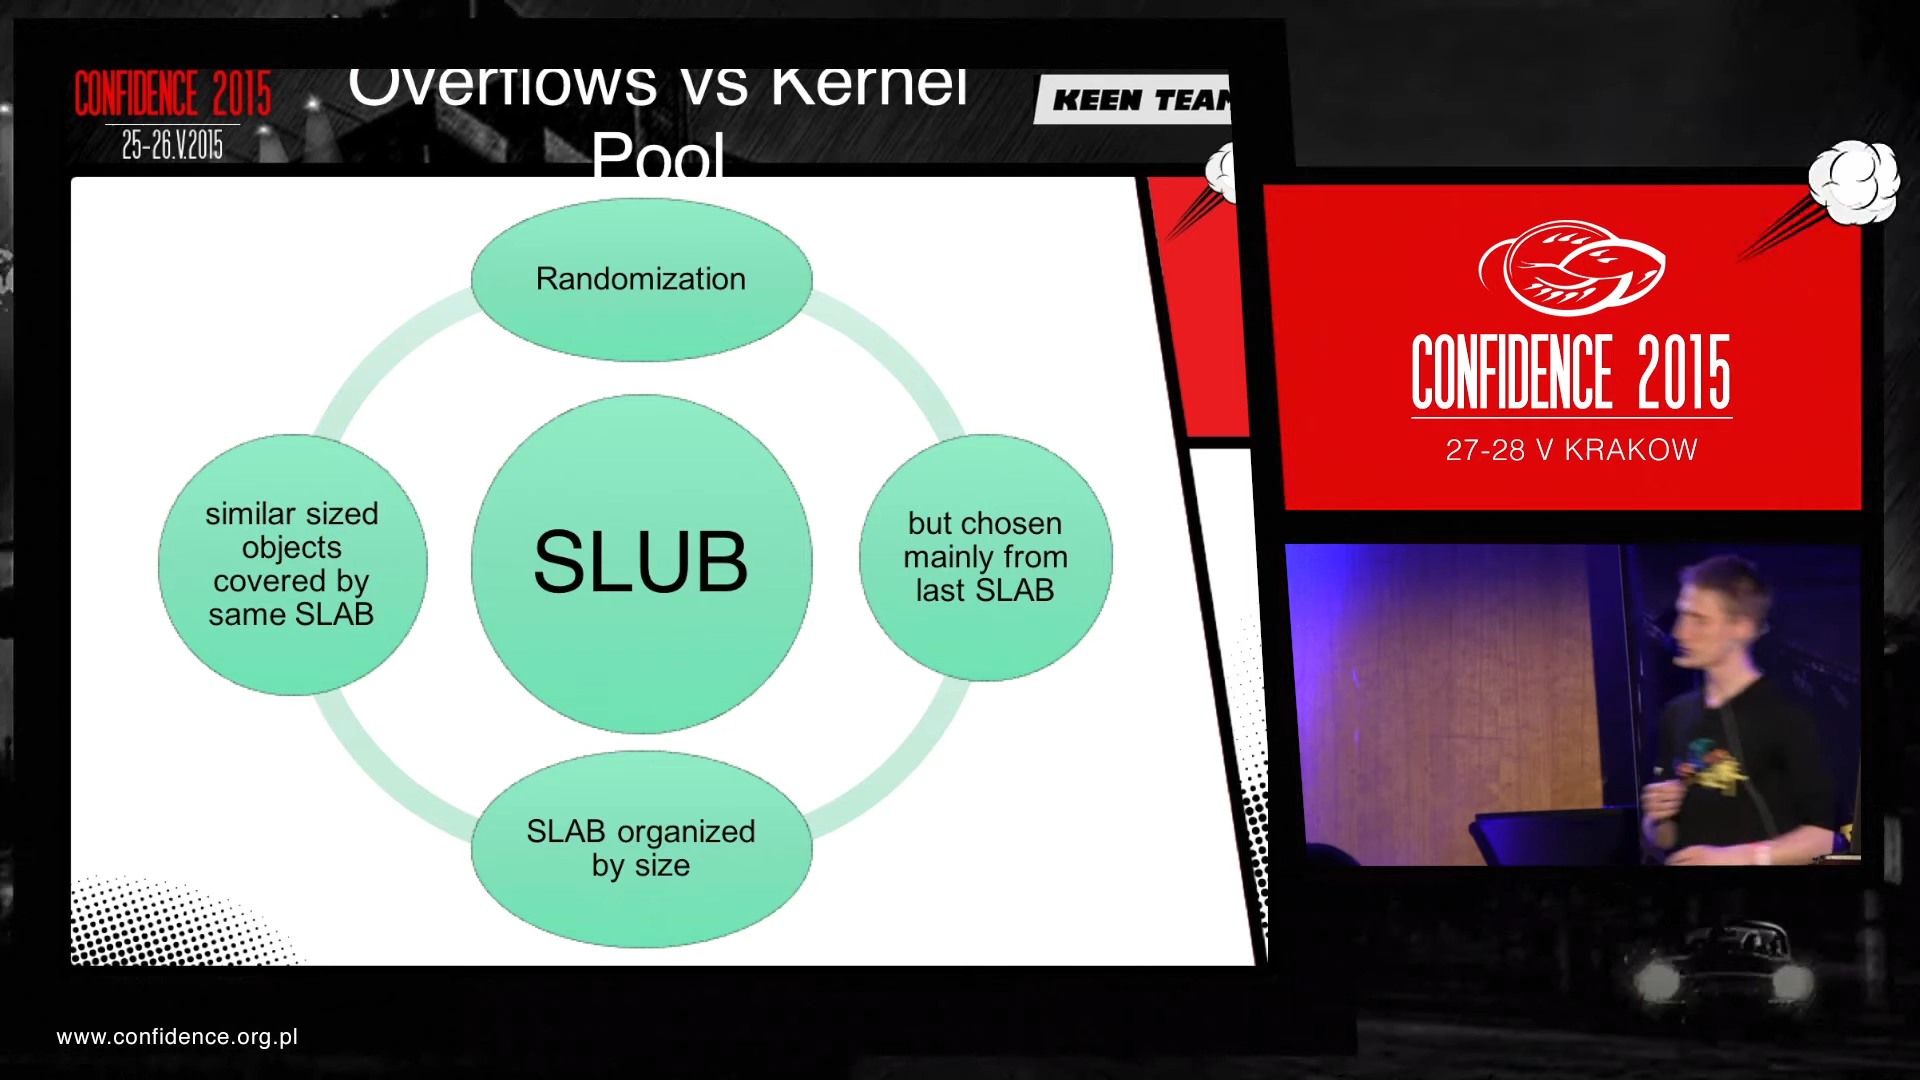 CONFIDENCE 2015
25-26.V.2015
Overflows vs Kernel
Pool
KEEN TEAM
Randomization
similar sized
objects
covered by
same SLAB
SLUB
but chosen
mainly from
last SLAB
SLAB organized
by size
CONFIDENCE 2015
27-28 V KRAKOW
www.confidence.org.pl